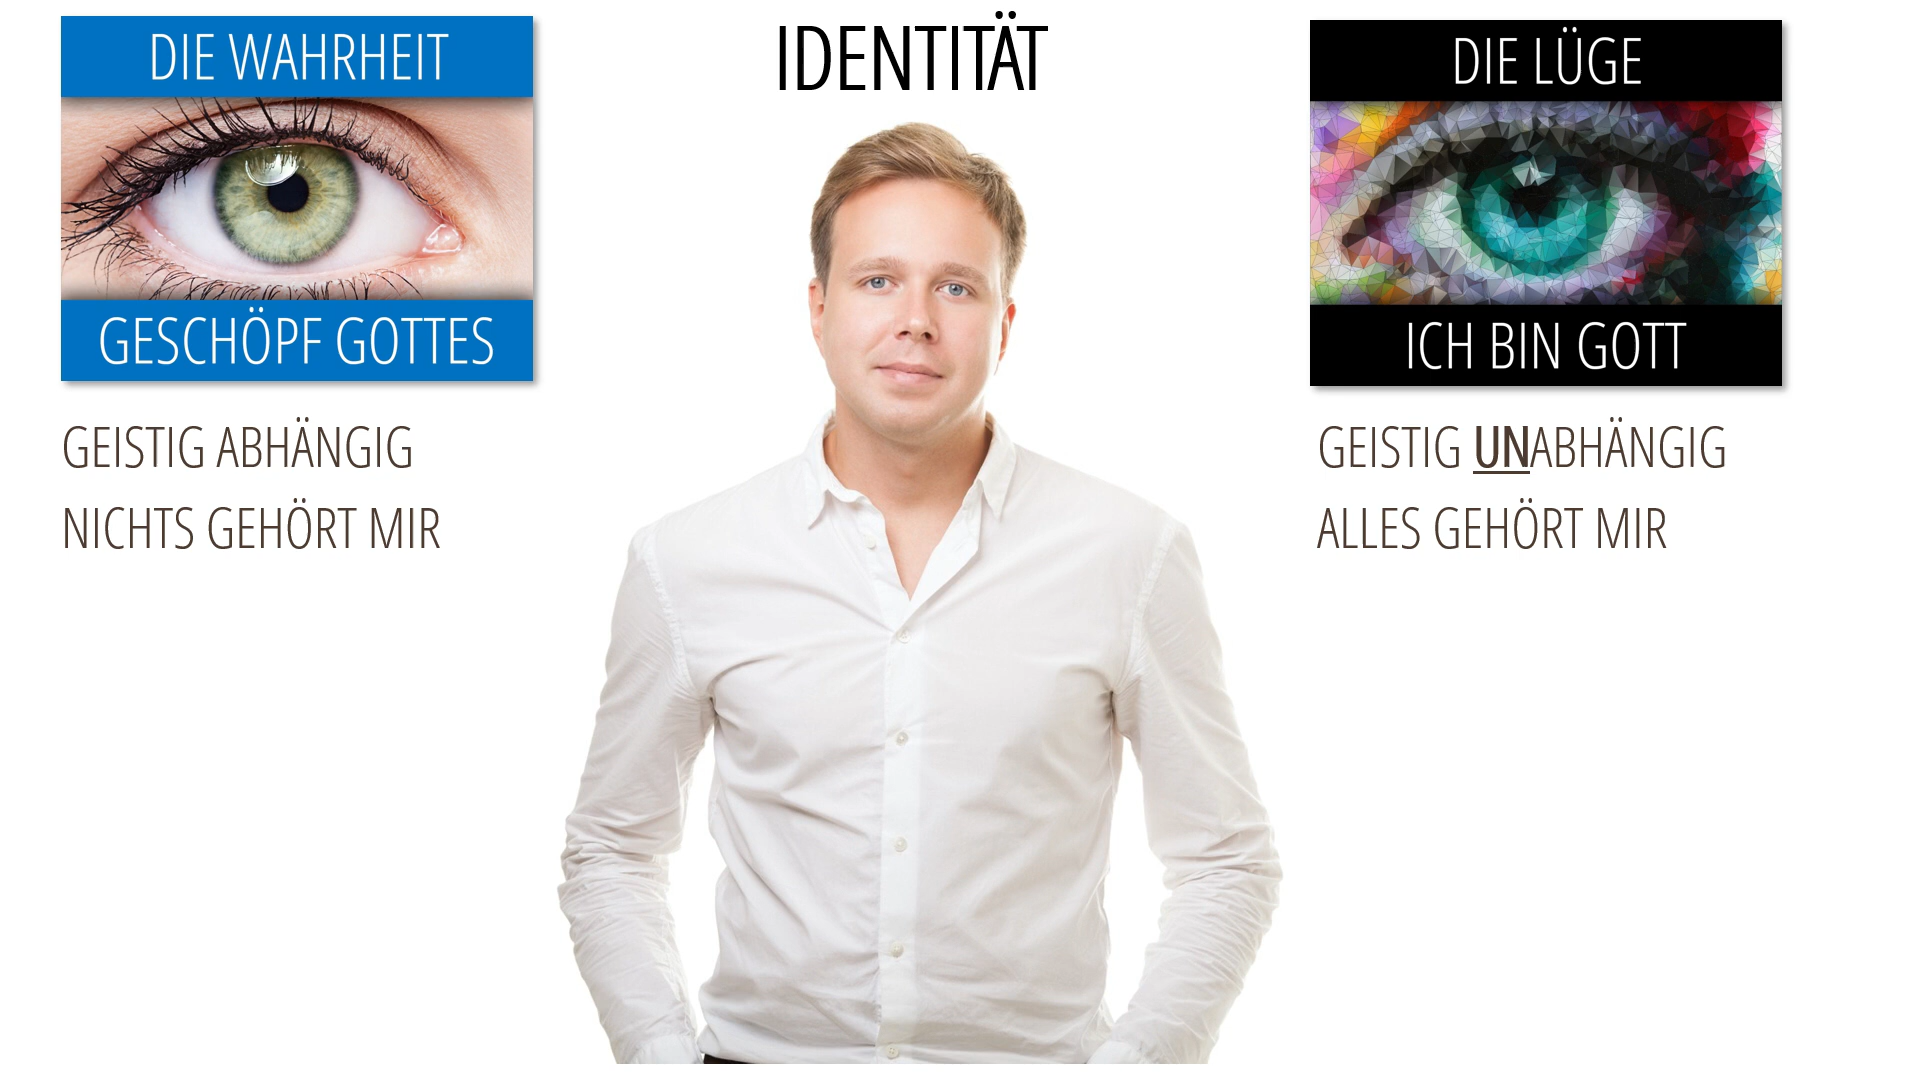 IDENTITÄT
DIE WAHRHEIT
GESCHÖPF GOTTES
GEISTIG ABHÄNGIG
NICHTS GEHÖRT MIR
DIE LÜGE
ICH BIN GOTT
GEISTIG UNABHÄNGIG
ALLES GEHÖRT MIR